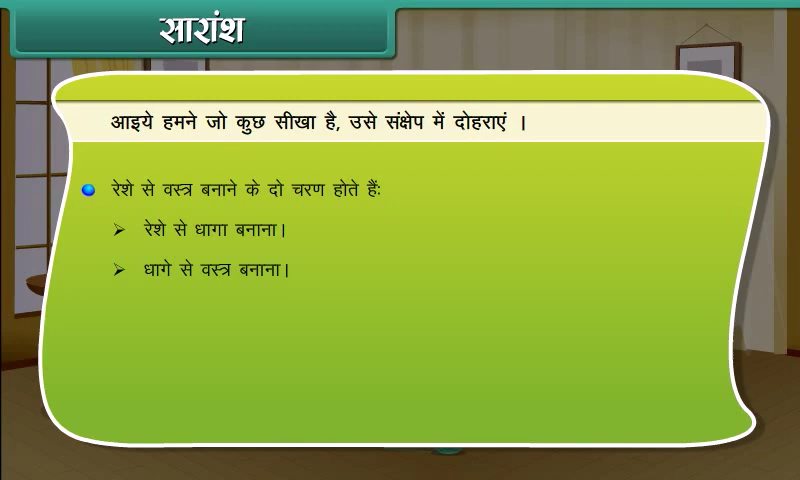 सारांश
आइये हमने जो कुछ सीखा है, उसे संक्षेप में दोहराएं ।
रेशे से वस्त्र बनाने के दो चरण होते हैं:
रेशे से धागा बनाना।
धागे से वस्त्र बनाना।